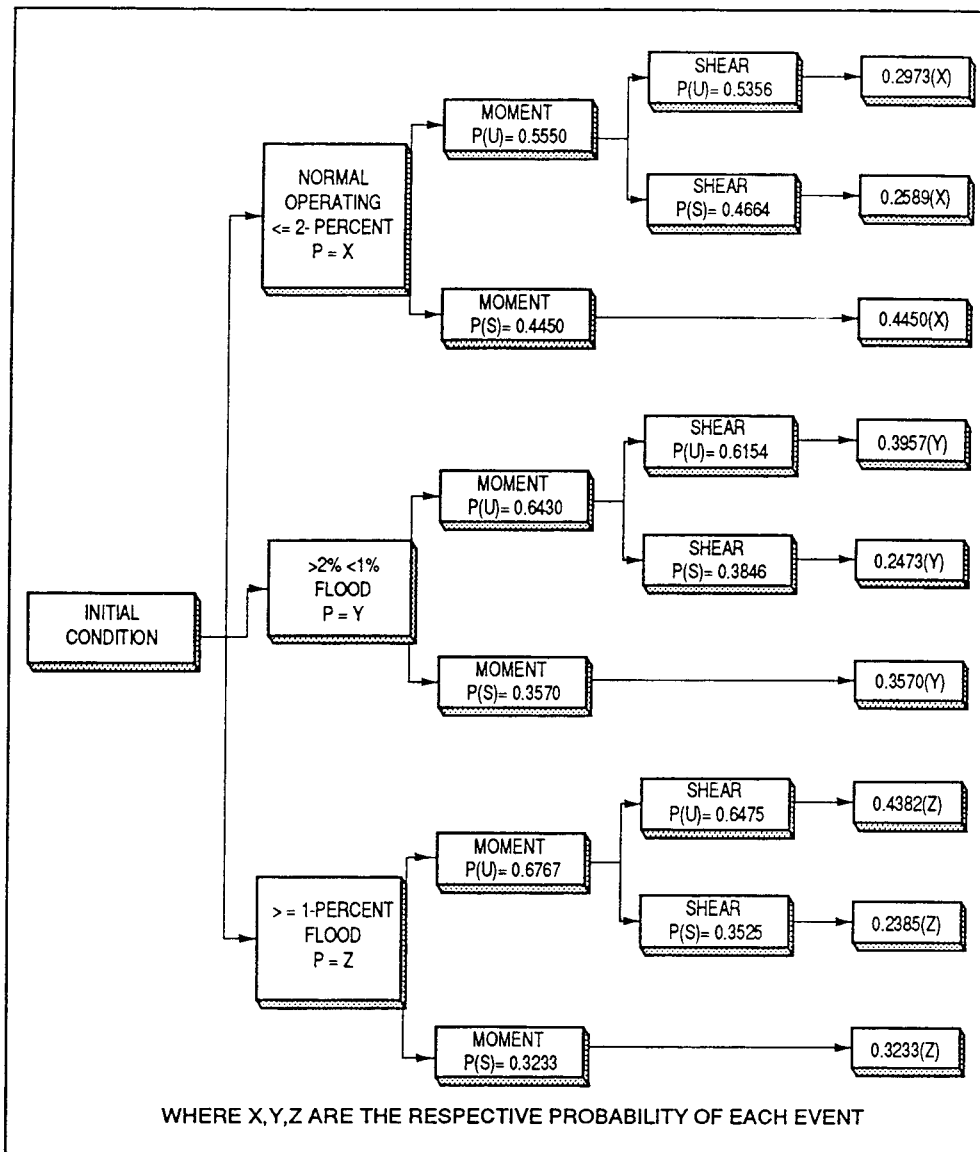 SHEAR
P(U)= 0.5356
0.2973(X)
MOMENT
P(U)= 0.5550
NORMAL
OPERATING
<= 2- PERCENT
P = X
SHEAR
P(S)= 0.4664
0.2589(X)
MOMENT
P(S)= 0.4450
0.4450(X)
SHEAR
P(U)= 0.6154
0.3957(Y)
MOMENT
P(U)= 0.6430
>2% <1%
FLOOD
P = Y
SHEAR
P(S)= 0.3846
0.2473(Y)
INITIAL
CONDITION
MOMENT
P(S)= 0.3570
0.3570(Y)
SHEAR
P(U)= 0.6475
0.4382(Z)
MOMENT
P(U)= 0.6767
> = 1-PERCENT
FLOOD
P = Z
SHEAR
P(S)= 0.3525
0.2385(Z)
MOMENT
P(S)= 0.3233
0.3233(Z)
WHERE X,Y,Z ARE THE RESPECTIVE PROBABILITY OF EACH EVENT